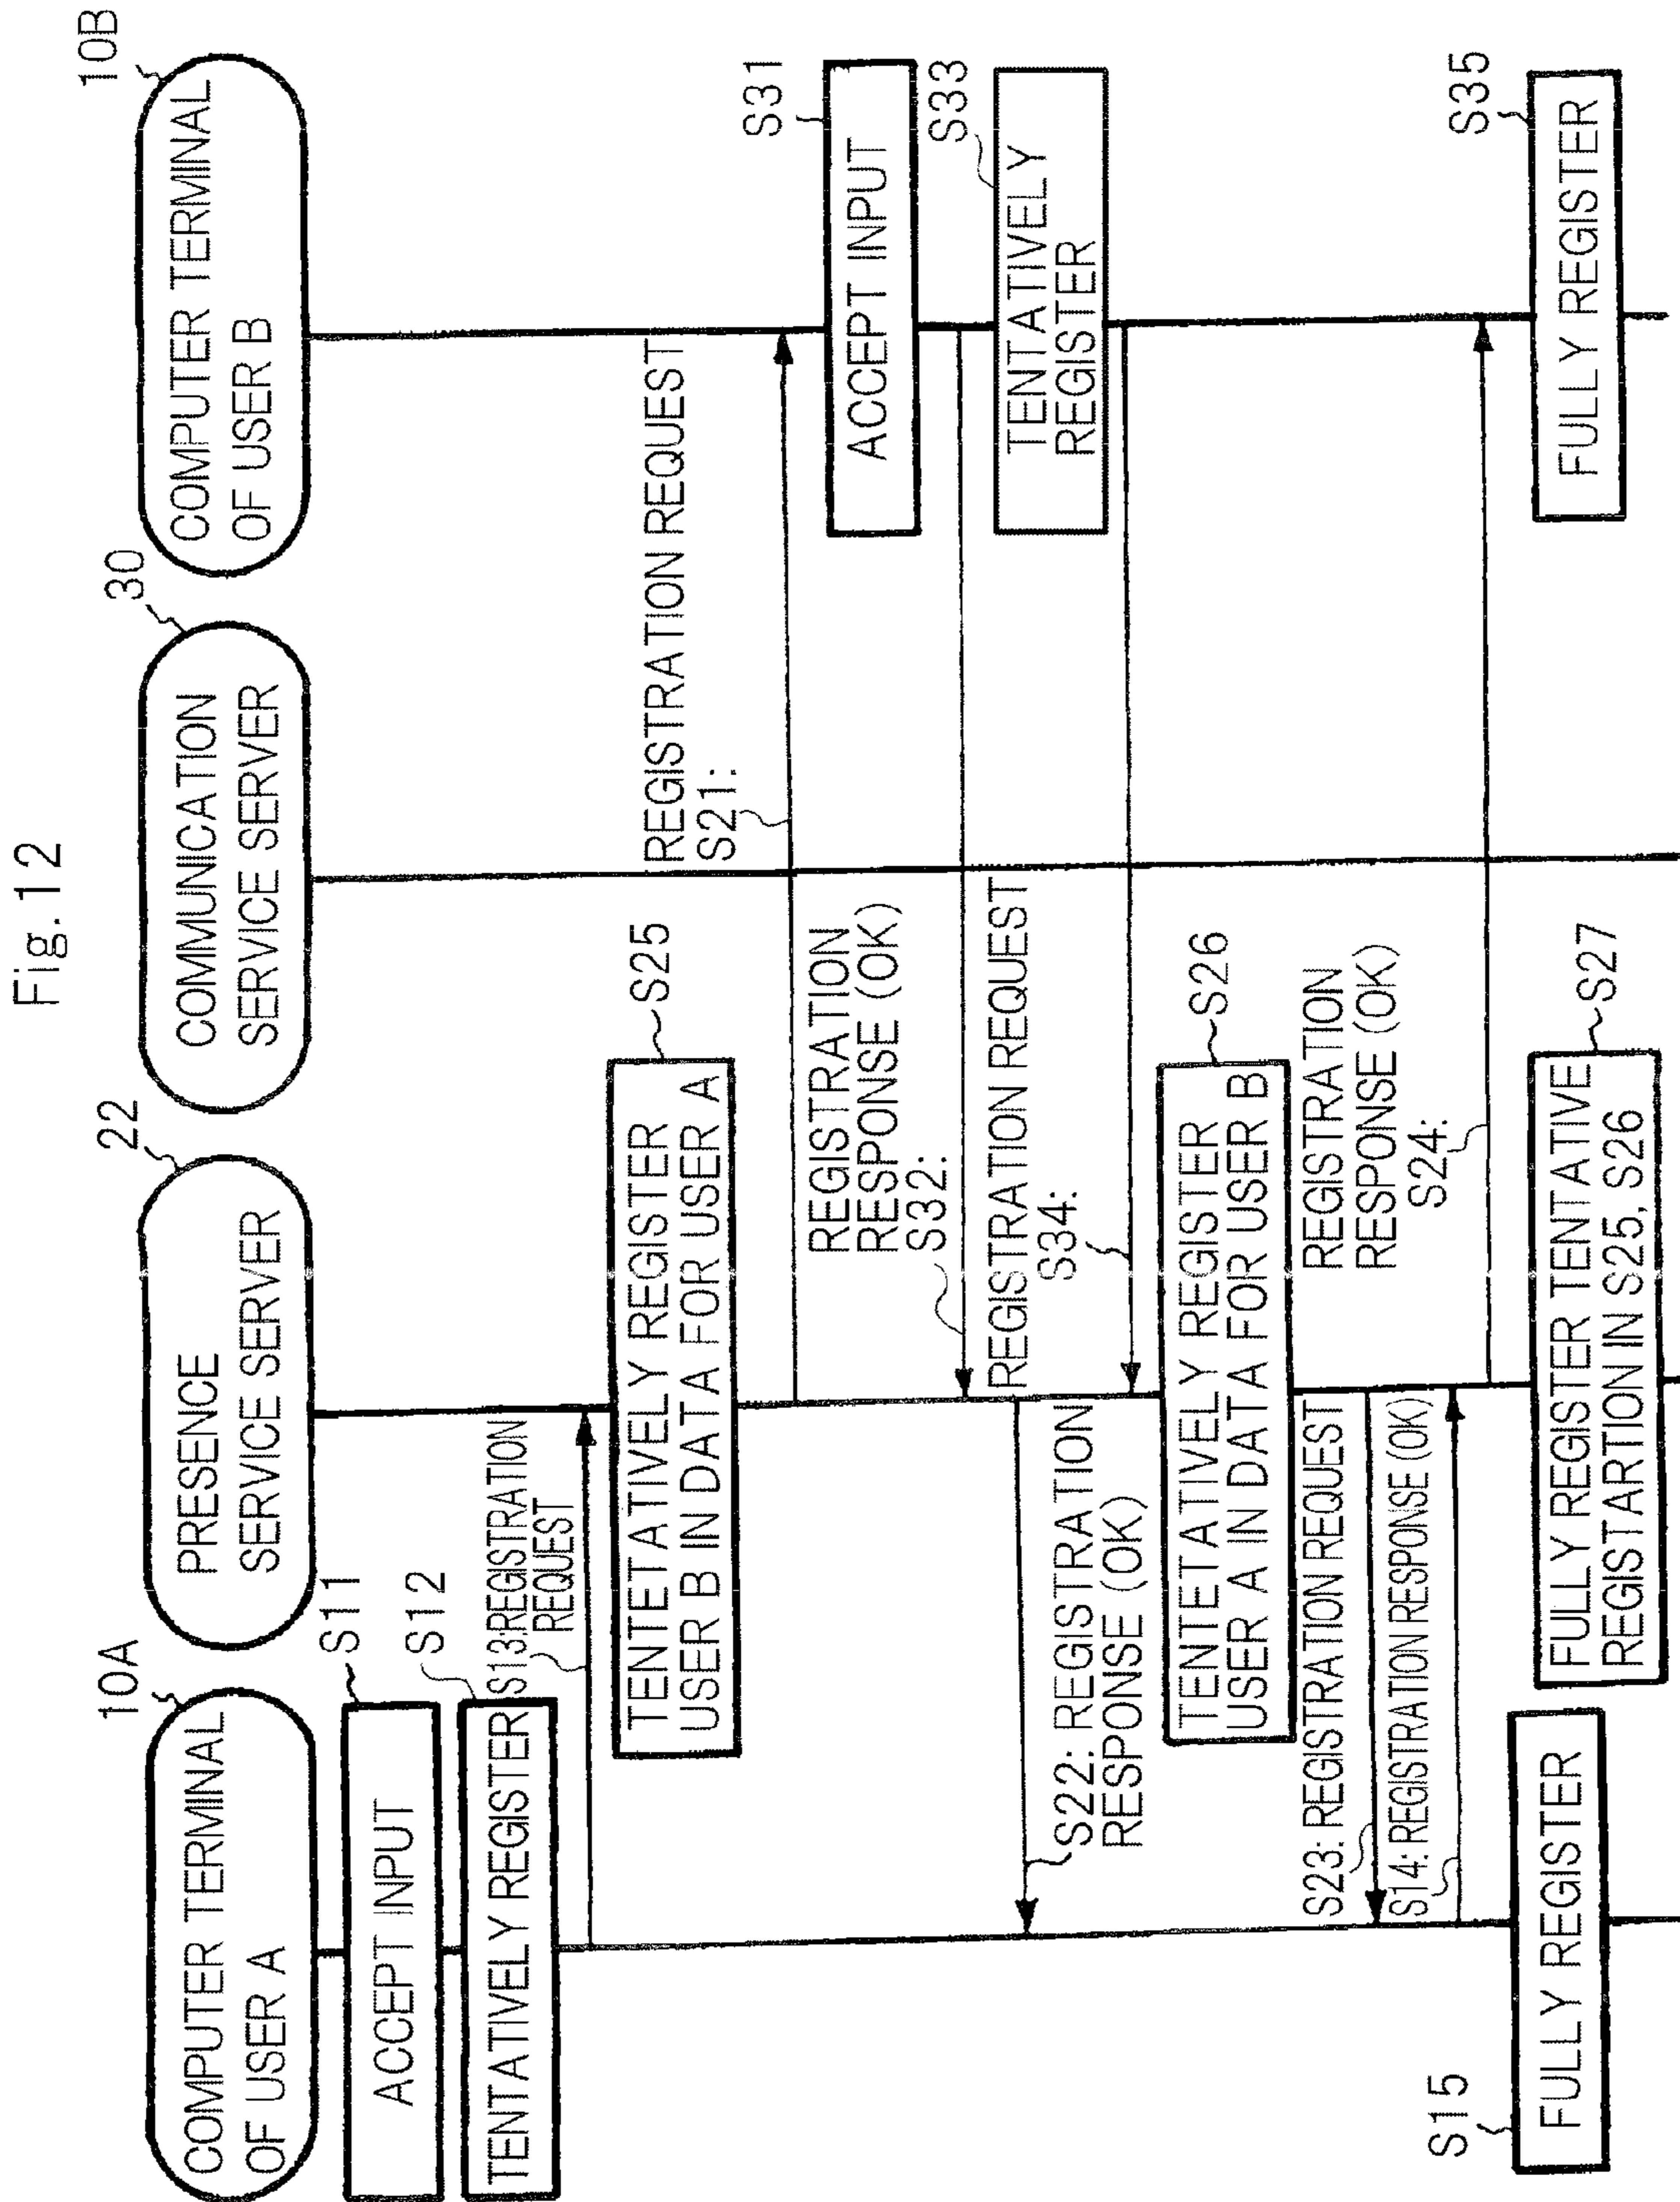 Fig. 12
10A
COMPUTER TERMINAL
OF USER A
22
PRESENCE
SERVICE SERVER
30
COMMUNICATION
SERVICE SERVER
10B
COMPUTER TERMINAL
OF USER B
S11
ACCEPT INPUT
S12
TENTATIVELY REGISTER
S13:REGISTRATION
REQUEST
S25
TENTETATIVELY REGISTER
USER B IN DATA FOR USER A
REGISTRATION REQUEST
S21:
S31
ACCEPT INPUT
REGISTRATION
RESPONSE (OK)
S32:
S33
TENTATIVELY
REGISTER
REGISTRATION REQUEST
S34:
S22: REGISTRATION
RESPONSE (OK)
S26
TENTETATIVELY REGISTER
USER A IN DATA FOR USER B
S23: REGISTRATION REQUEST
S14: REGISTRATION RESPONSE (OK)
REGISTRATION
RESPONSE (OK)
S24:
S15
FULLY REGISTER
S27
FULLY REGISTER TENTATIVE
REGISTARTION IN S25, S26
S35
FULLY REGISTER